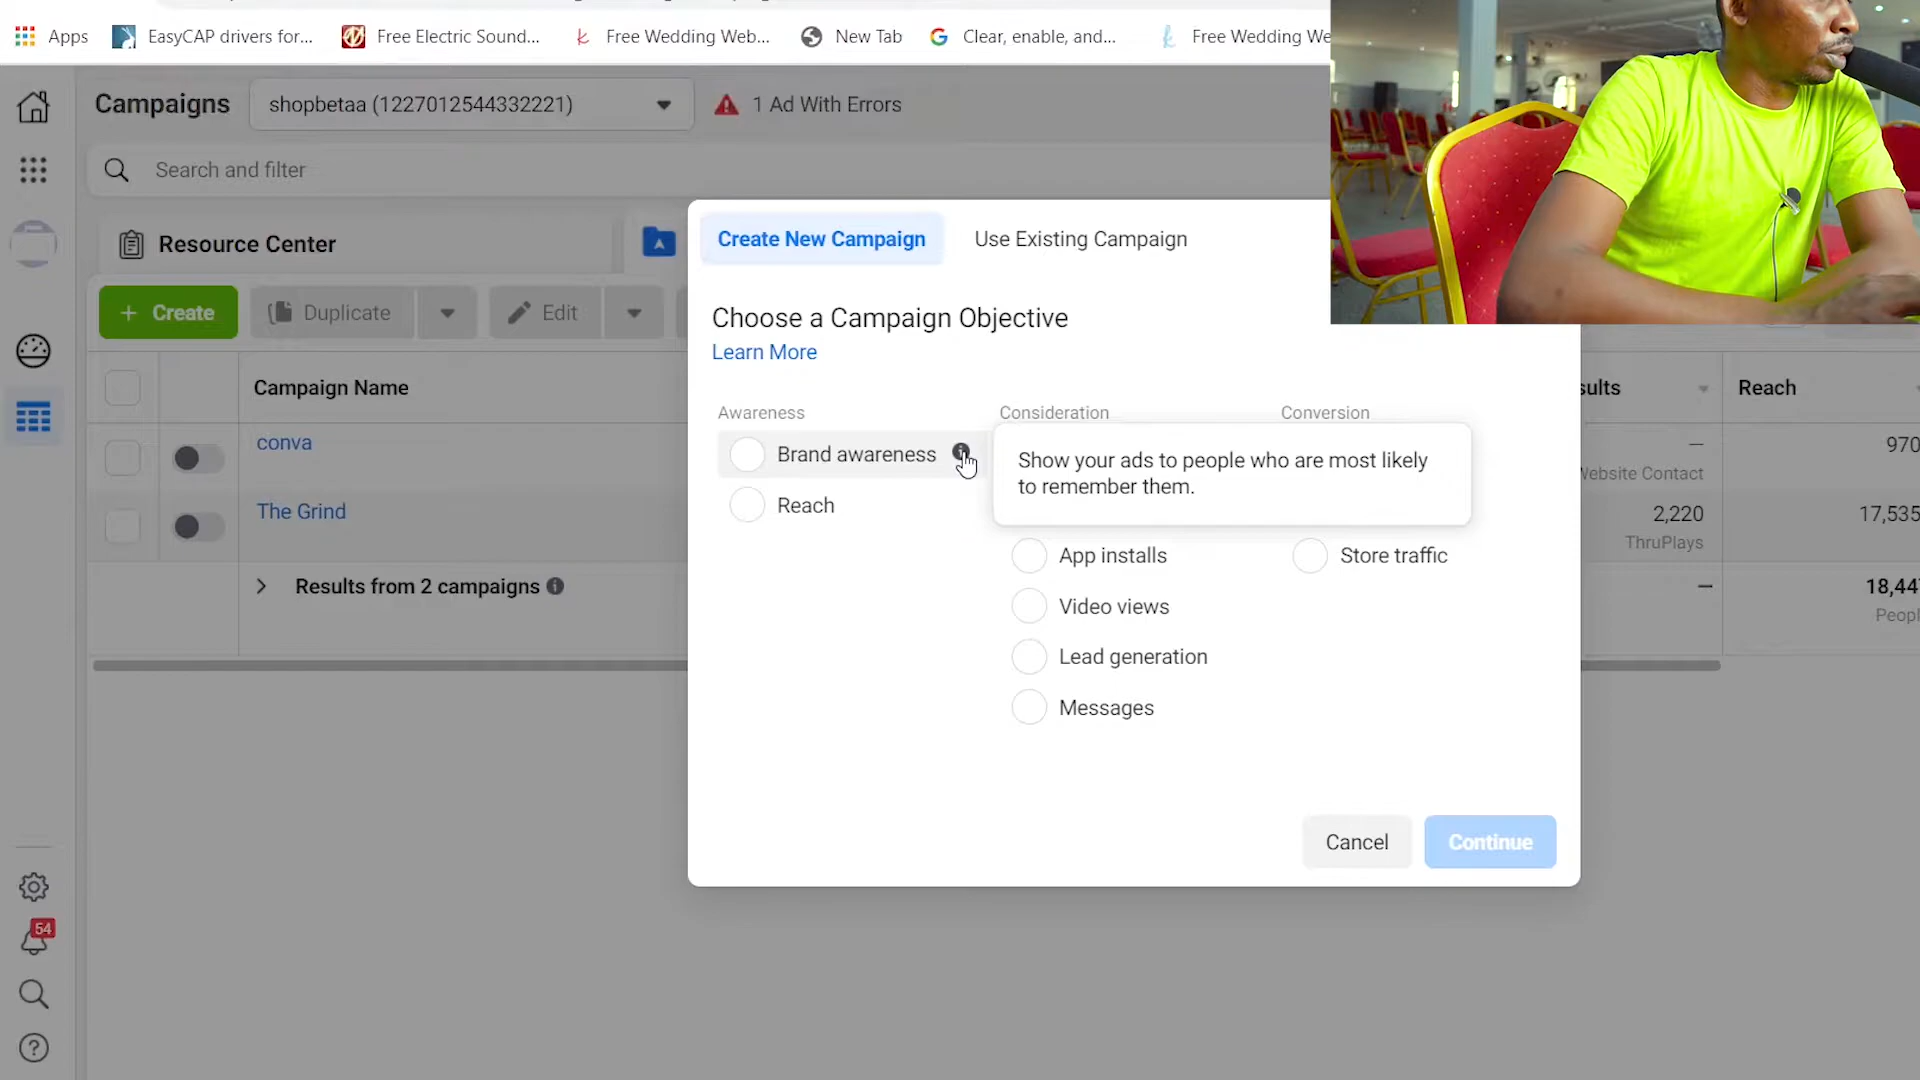 Apps
EasyCAP drivers for...
Free Electric Sound...
Free Wedding Web...
New Tab
Clear, enable, and...
Free Wedding We
Campaigns
shopbetaa (1227012544332221)
1 Ad With Errors
Search and filter
Resource Center
Create New Campaign
Use Existing Campaign
+ Create
Duplicate
Edit
Choose a Campaign Objective
Learn More
Campaign Name
sults
Reach
Awareness
Consideration
Conversion
conva
Brand awareness
Show your ads to people who are most likely
to remember them.
—
970
Website Contact
The Grind
Reach
2,220
17,535
ThruPlays
App installs
Store traffic
Results from 2 campaigns
—
18,447
Peopl
Video views
Lead generation
Messages
Cancel
Continue
54